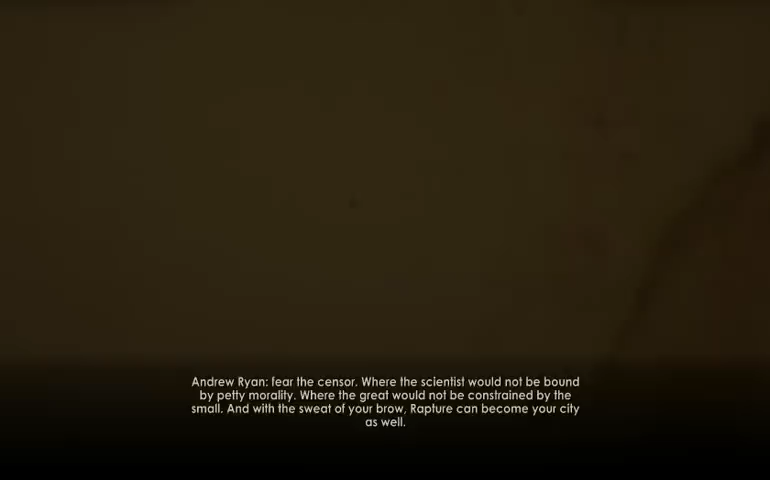 Andrew Ryan: fear the censor. Where the scientist would not be bound
by petty morality. Where the great would not be constrained by the
small. And with the sweat of your brow, Rapture can become your city
as well.